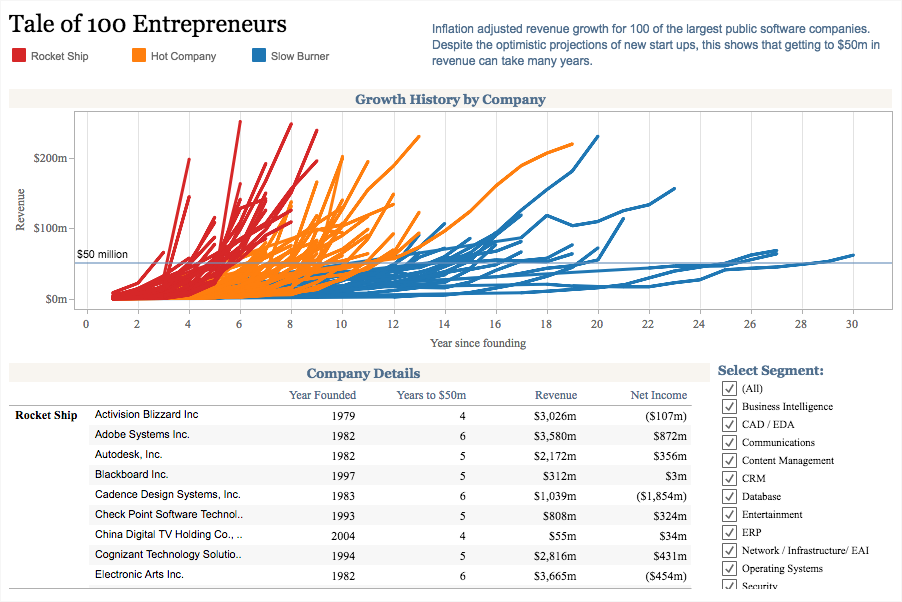 Tale of 100 Entrepreneurs
Rocket Ship Hot Company Slow Burner
Inflation adjusted revenue growth for 100 of the largest public software companies.
Despite the optimistic projections of new start ups, this shows that getting to $50m in
revenue can take many years.
Growth History by Company
Revenue
$200m
$100m
$50 million
$0m
0 2 4 6 8 10 12 14 16 18 20 22 24 26 28 30
Year since founding
Company Details
Year Founded Years to $50m Revenue Net Income
Rocket Ship Activision Blizzard Inc 1979 4 $3,026m ($107m)
Adobe Systems Inc. 1982 6 $3,580m $872m
Autodesk, Inc. 1982 5 $2,172m $356m
Blackboard Inc. 1997 5 $312m $3m
Cadence Design Systems, Inc. 1983 6 $1,039m ($1,854m)
Check Point Software Technol.. 1993 5 $808m $324m
China Digital TV Holding Co., .. 2004 4 $55m $34m
Cognizant Technology Solutio.. 1994 5 $2,816m $431m
Electronic Arts Inc. 1982 6 $3,665m ($454m)
Select Segment:
(All)
Business Intelligence
CAD / EDA
Communications
Content Management
CRM
Database
Entertainment
ERP
Network / Infrastructure/ EAI
Operating Systems
Security